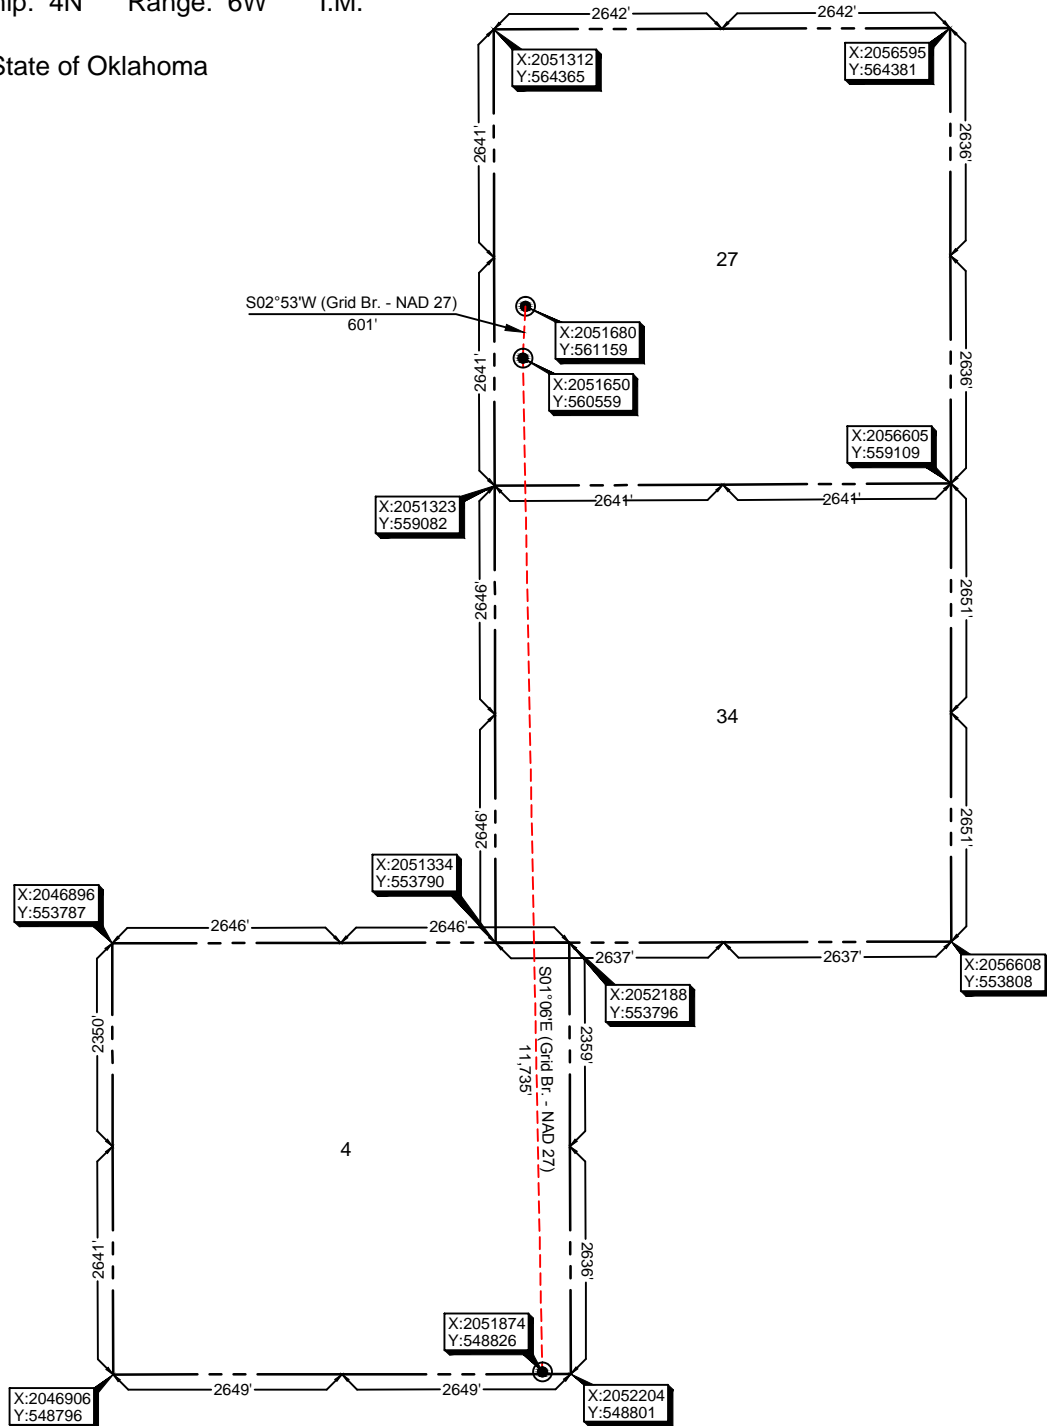 4N Range: 6W I.M.
State of Oklahoma
2642'
2642'
X:2051312
Y:564365
X:2056595
Y:564381
2641'
2636'
27
S02°53'W (Grid Br. - NAD 27)
601'
X:2051680
Y:561159
2641'
2636'
X:2051650
Y:560559
X:2056605
Y:559109
X:2051323
Y:559082
2641'
2641'
2646'
2651'
34
2646'
2651'
X:2051334
Y:553790
X:2046896
Y:553787
2646'
2646'
2637'
2637'
X:2056608
Y:553808
X:2052188
Y:553796
2350'
S01°06'E (Grid Br. - NAD 27)
11,735'
2359'
4
2641'
2636'
X:2051874
Y:548826
2649'
2649'
X:2046906
Y:548796
X:2052204
Y:548801